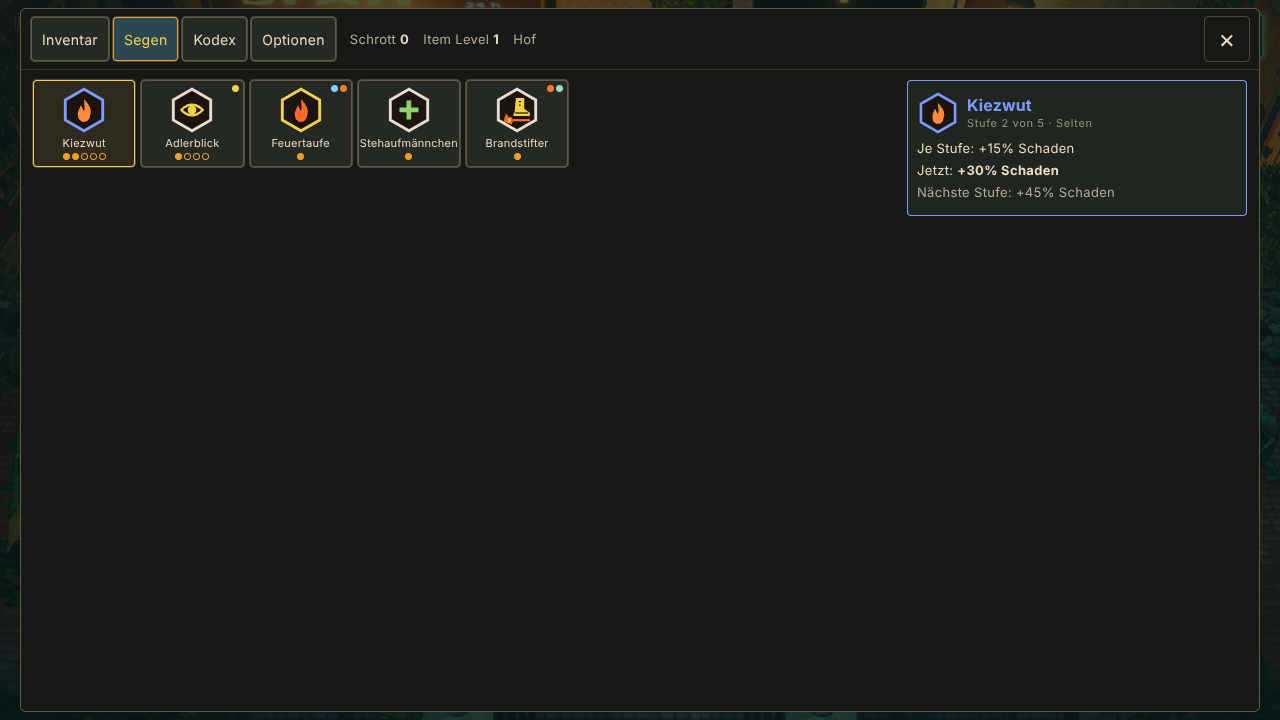 Inventar Segen Kodex Optionen Schrott 0 Item Level 1 Hof ✕
Kiezwut Adlerblick Feuertaufe Stehaufmännchen Brandstifter
Kiezwut
Stufe 2 von 5 · Selten
Je Stufe: +15% Schaden
Jetzt: +30% Schaden
Nächste Stufe: +45% Schaden